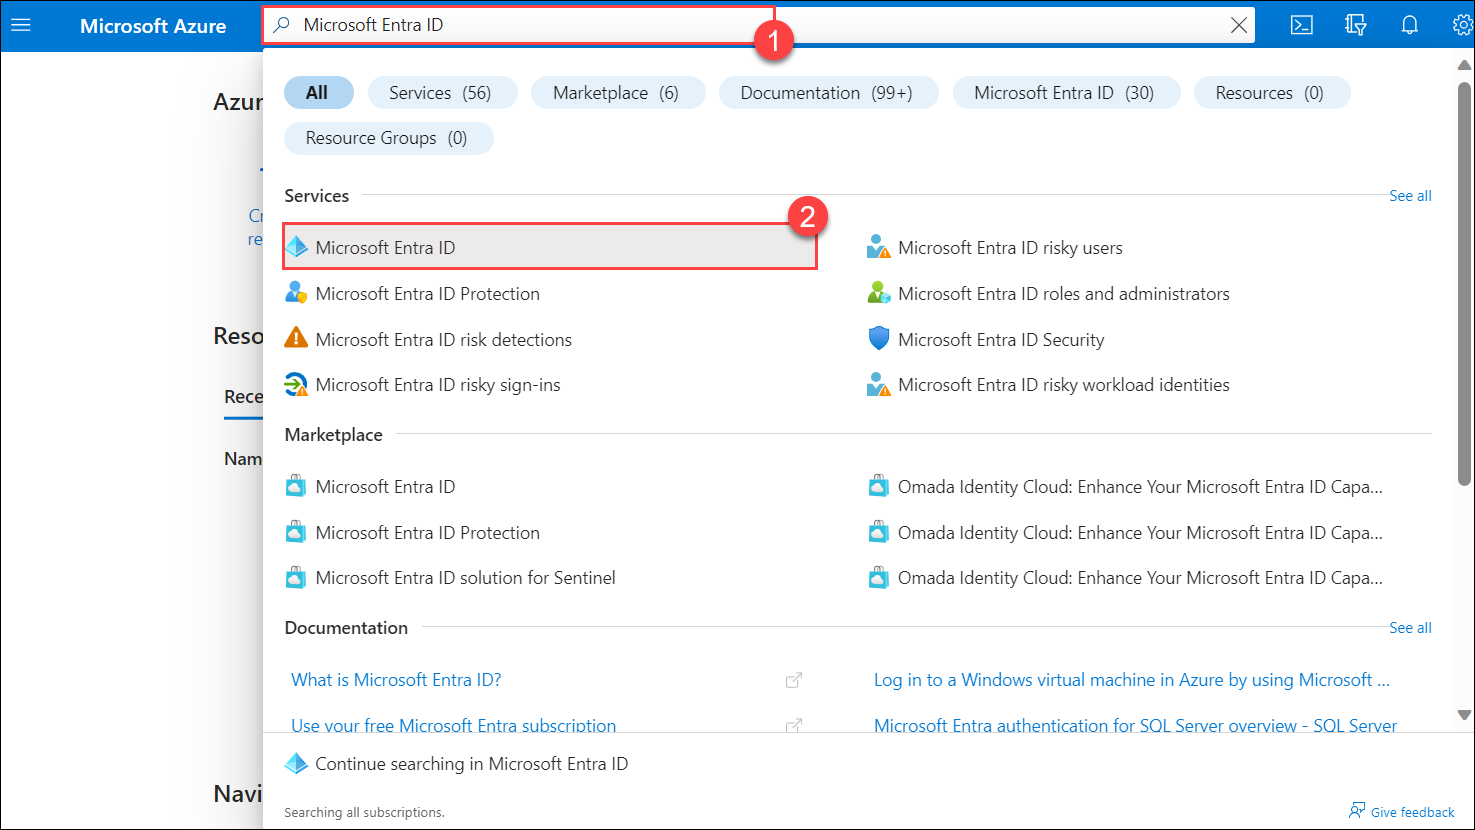 Microsoft Azure
Microsoft Entra ID
1
All
Services (56)
Marketplace (6)
Documentation (99+)
Microsoft Entra ID (30)
Resources (0)
Resource Groups (0)
Azur
Cr
re
Reso
Rece
Nam
Navi
Services
See all
2
Microsoft Entra ID
Microsoft Entra ID risky users
Microsoft Entra ID Protection
Microsoft Entra ID roles and administrators
Microsoft Entra ID risk detections
Microsoft Entra ID Security
Microsoft Entra ID risky sign-ins
Microsoft Entra ID risky workload identities
Marketplace
Microsoft Entra ID
Omada Identity Cloud: Enhance Your Microsoft Entra ID Capa...
Microsoft Entra ID Protection
Omada Identity Cloud: Enhance Your Microsoft Entra ID Capa...
Microsoft Entra ID solution for Sentinel
Omada Identity Cloud: Enhance Your Microsoft Entra ID Capa...
Documentation
See all
What is Microsoft Entra ID?
Log in to a Windows virtual machine in Azure by using Microsoft ...
Use your free Microsoft Entra subscription
Microsoft Entra authentication for SQL Server overview - SQL Server
Continue searching in Microsoft Entra ID
Searching all subscriptions.
Give feedback